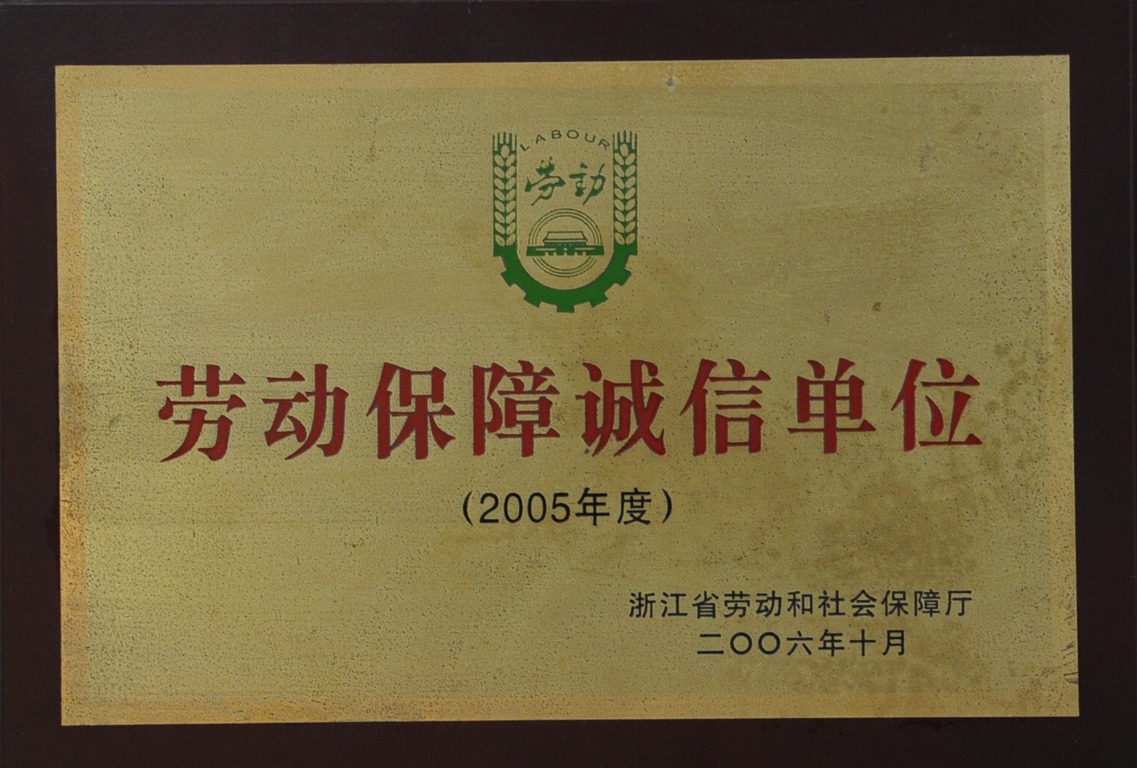 LABOUR
劳动
劳动保障诚信单位
（2005年度）
浙江省劳动和社会保障厅
二〇〇六年十月